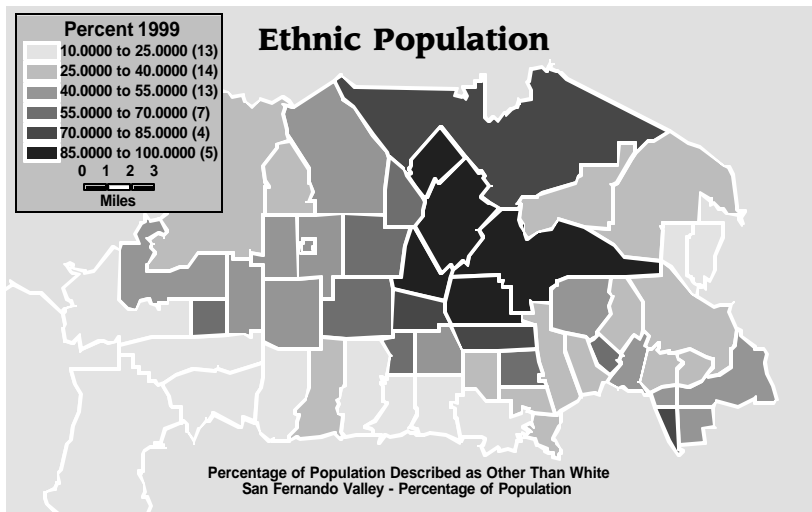 Ethnic Population
Percent 1999
10.0000 to 25.0000 (13)
25.0000 to 40.0000 (14)
40.0000 to 55.0000 (13)
55.0000 to 70.0000 (7)
70.0000 to 85.0000 (4)
85.0000 to 100.0000 (5)
0 1 2 3
Miles
Percentage of Population Described as Other Than White
San Fernando Valley - Percentage of Population